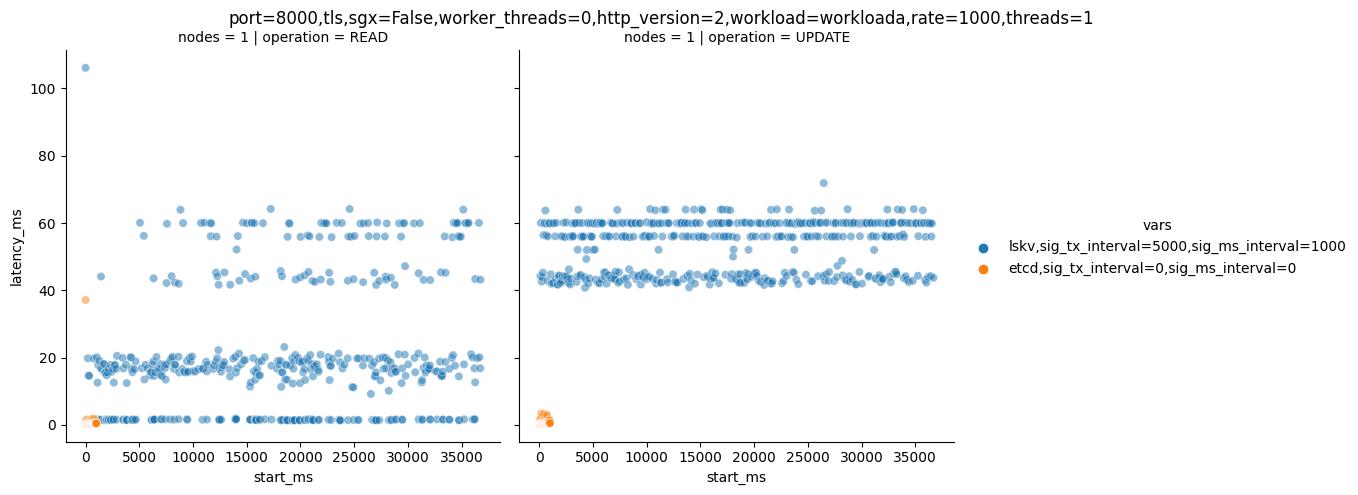 port=8000,tls,sgx=False,worker_threads=0,http_version=2,workload=workloada,rate=1000,threads=1
nodes = 1 | operation = READ
nodes = 1 | operation = UPDATE
latency_ms
100
80
60
40
20
0
0 5000 10000 15000 20000 25000 30000 35000
start_ms
0 5000 10000 15000 20000 25000 30000 35000
start_ms
vars
lskv,sig_tx_interval=5000,sig_ms_interval=1000
etcd,sig_tx_interval=0,sig_ms_interval=0